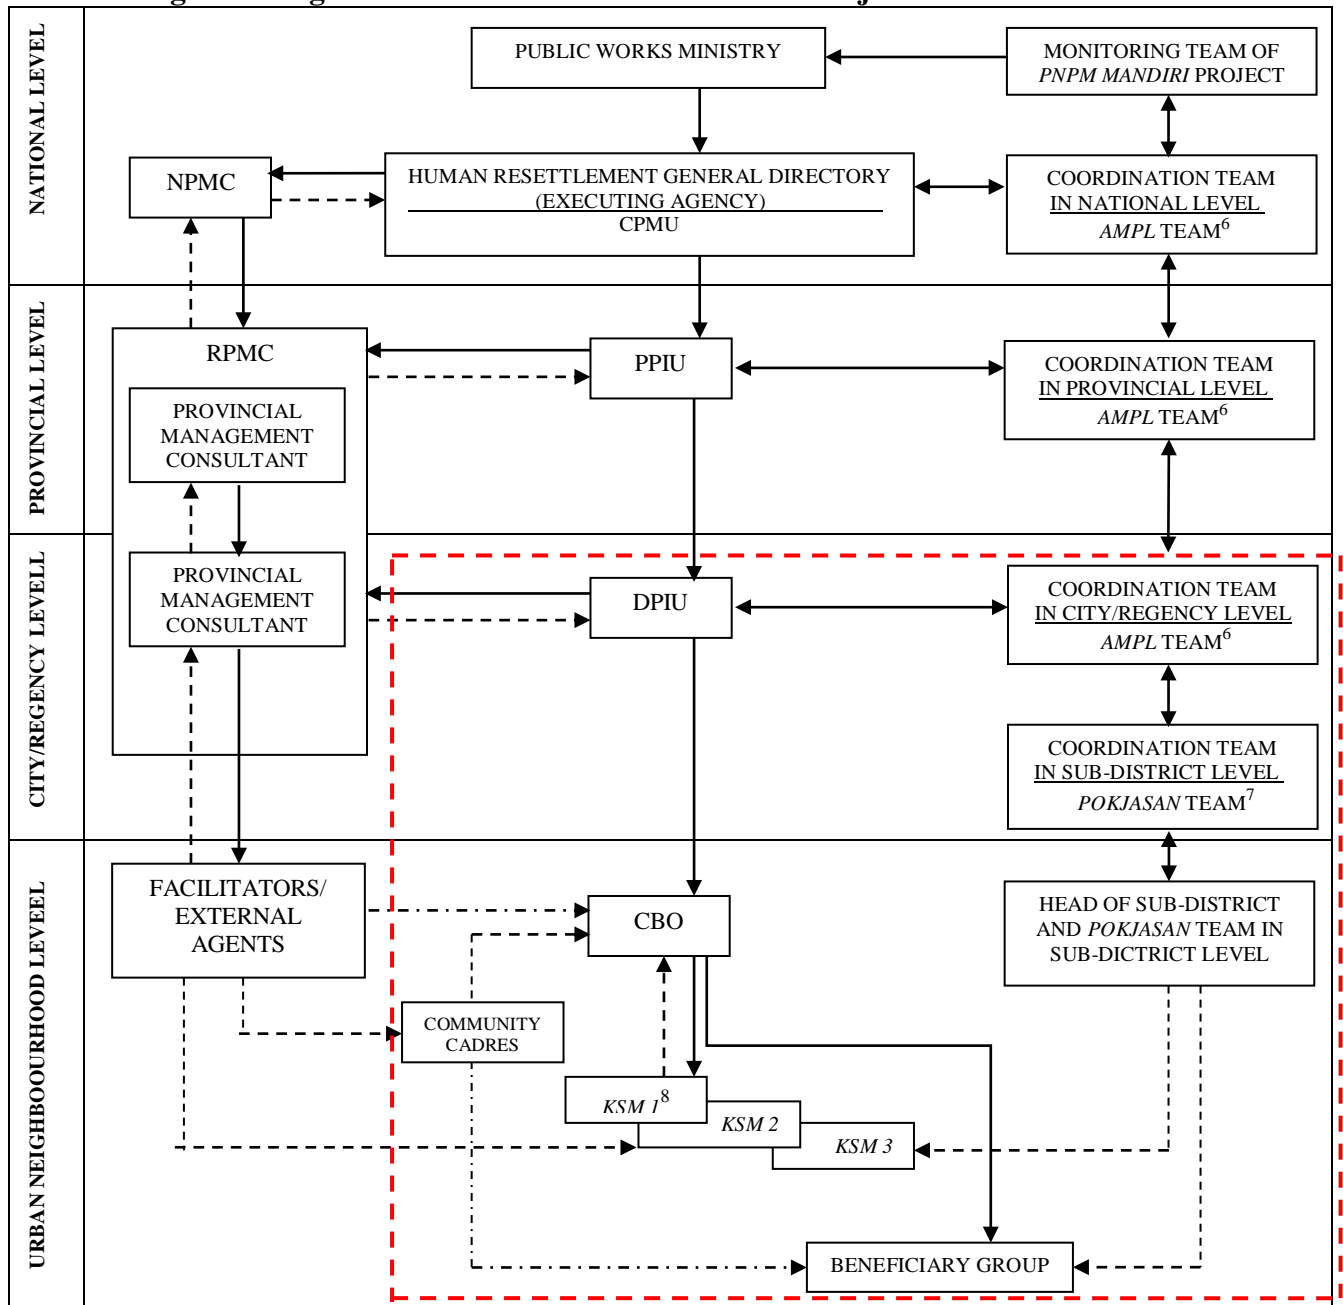 NATIONAL LEVEL
PUBLIC WORKS MINISTRY
MONITORING TEAM OF
PNPM MANDIRI PROJECT
NPMC
HUMAN RESETTLEMENT GENERAL DIRECTORY
(EXECUTING AGENCY)
CPMU
COORDINATION TEAM
IN NATIONAL LEVEL
AMPL TEAM6
PROVINCIAL LEVEL
RPMC
PPIU
COORDINATION TEAM
IN PROVINCIAL LEVEL
AMPL TEAM6
PROVINCIAL
MANAGEMENT
CONSULTANT
CITY/REGENCY LEVELL
PROVINCIAL
MANAGEMENT
CONSULTANT
DPIU
COORDINATION TEAM
IN CITY/REGENCY LEVEL
AMPL TEAM6
COORDINATION TEAM
IN SUB-DISTRICT LEVEL
POKJASAN TEAM7
URBAN NEIGHBOOURHOOD LEVEEL
FACILITATORS/
EXTERNAL
AGENTS
CBO
HEAD OF SUB-DISTRICT
AND POKJASAN TEAM IN
SUB-DICTRICT LEVEL
COMMUNITY
CADRES
KSM 18
KSM 2
KSM 3
BENEFICIARY GROUP